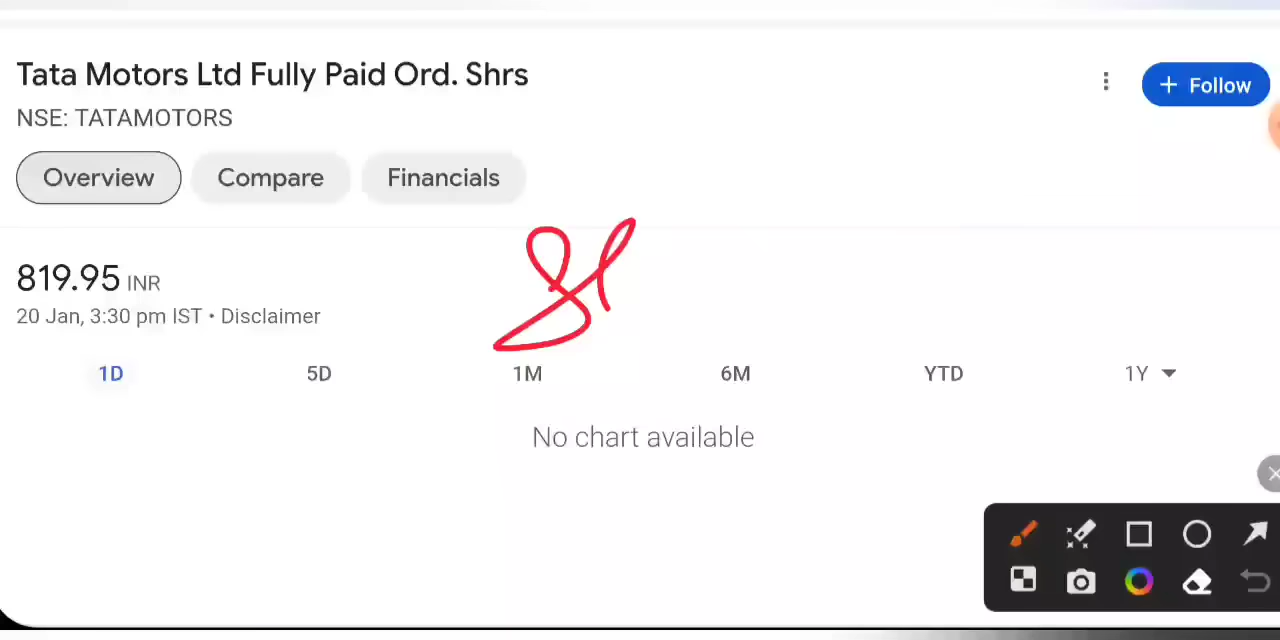 Tata Motors Ltd Fully Paid Ord. Shrs
+ Follow
NSE: TATAMOTORS
Overview Compare Financials
819.95 INR
20 Jan, 3:30 pm IST • Disclaimer
1D 5D 1M 6M YTD 1Y
No chart available